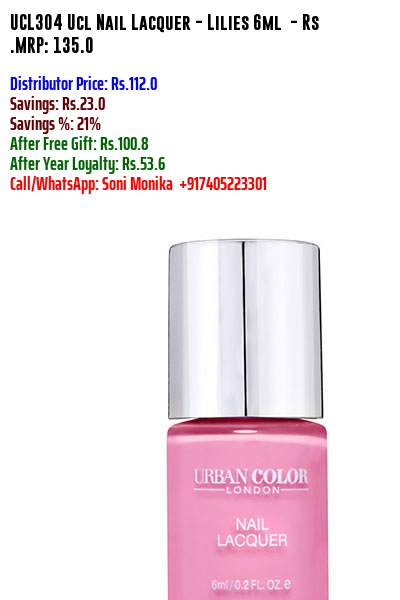 UCL304 Ucl Nail Lacquer - Lilies 6ml - Rs
.MRP: 135.0
Distributor Price: Rs.112.0
Savings: Rs.23.0
Savings %: 21%
After Free Gift: Rs.100.8
After Year Loyalty: Rs.53.6
Call/WhatsApp: Soni Monika +917405223301
URBAN COLOR
LONDON
NAIL
LACQUER
6ml/0.2 FL. OZ. e